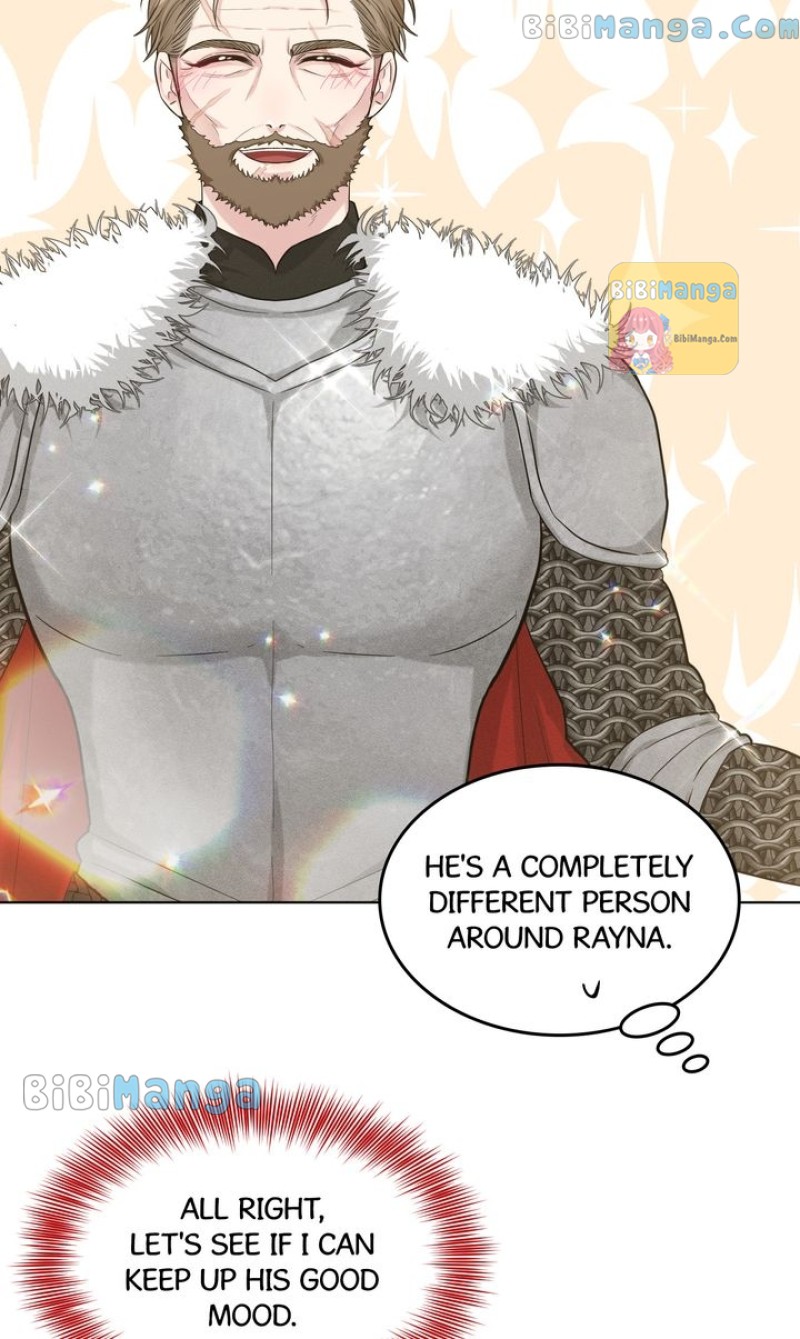 BiBiManga.Com
BiBiManga
BibiManga.Com
HE'S A COMPLETELY
DIFFERENT PERSON
AROUND RAYNA.
BiBiManga
ALL RIGHT,
LET'S SEE IF I CAN
KEEP UP HIS GOOD
MOOD.